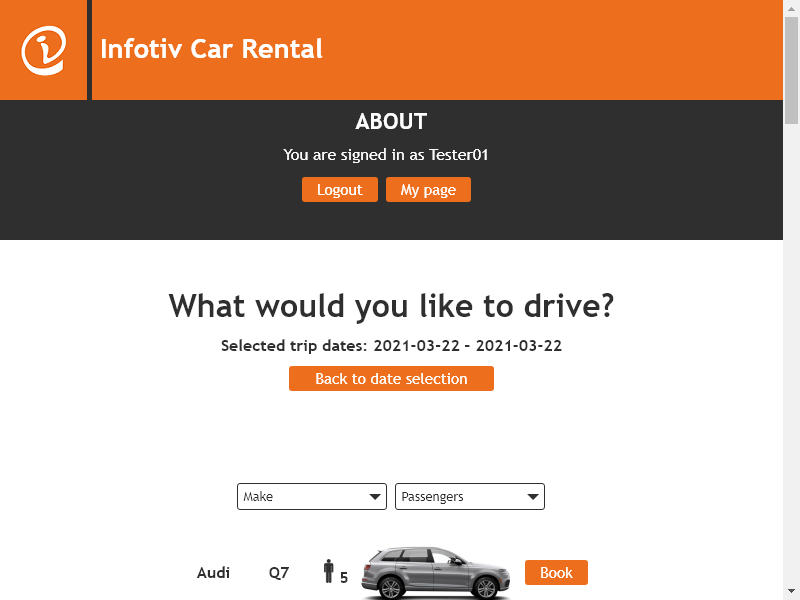 Infotiv Car Rental
ABOUT
You are signed in as Tester01
Logout My page
What would you like to drive?
Selected trip dates: 2021-03-22 – 2021-03-22
Back to date selection
Make Passengers
Audi Q7 5 Book